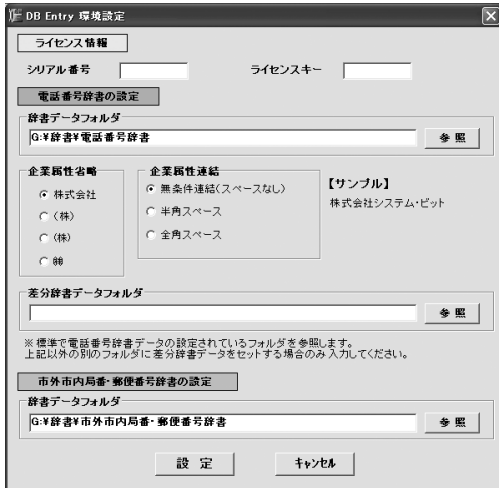 DB Entry 環境設定
ライセンス情報
シリアル番号 ライセンスキー
電話番号辞書の設定
辞書データフォルダ
G:¥辞書¥電話番号辞書 参照
企業属性省略 企業属性連結
株式会社 無条件連結(スペースなし) 【サンプル】
(株) 半角スペース 株式会社システム・ビット
(株) 全角スペース
㈱
差分辞書データフォルダ
参照
※標準で電話番号辞書データの設定されているフォルダを参照します。
上記以外の別のフォルダに差分辞書データをセットする場合のみ入力してください。
市外市内局番・郵便番号辞書の設定
辞書データフォルダ
G:¥辞書¥市外市内局番・郵便番号辞書 参照
設定 キャンセル